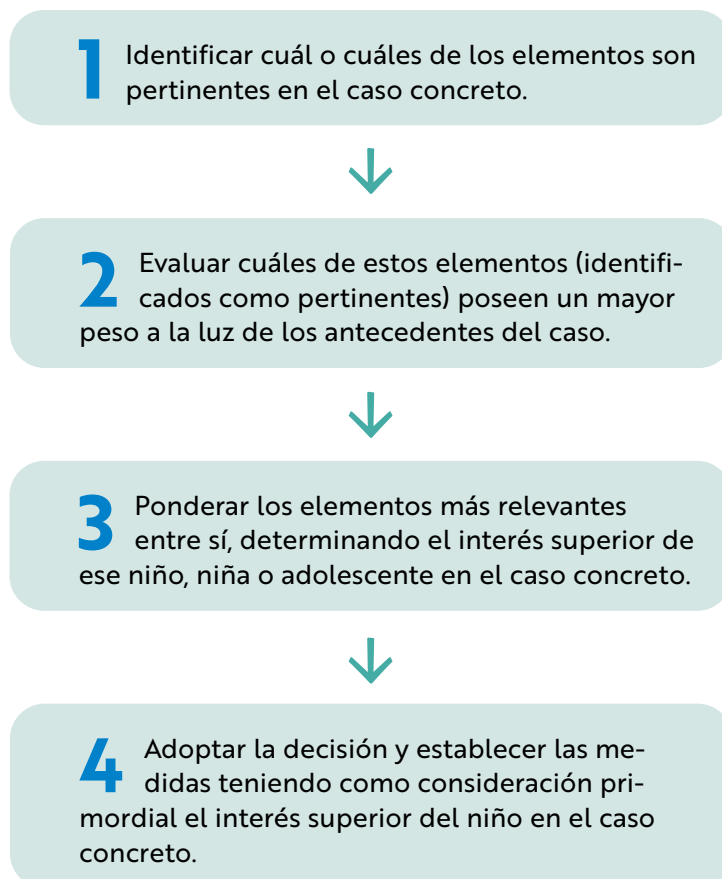 1 Identificar cuál o cuáles de los elementos son
pertinentes en el caso concreto.
2 Evaluar cuáles de estos elementos (identifi-
cados como pertinentes) poseen un mayor
peso a la luz de los antecedentes del caso.
3 Ponderar los elementos más relevantes
entre sí, determinando el interés superior de
ese niño, niña o adolescente en el caso concreto.
4 Adoptar la decisión y establecer las me-
didas teniendo como consideración pri-
mordial el interés superior del niño en el caso
concreto.